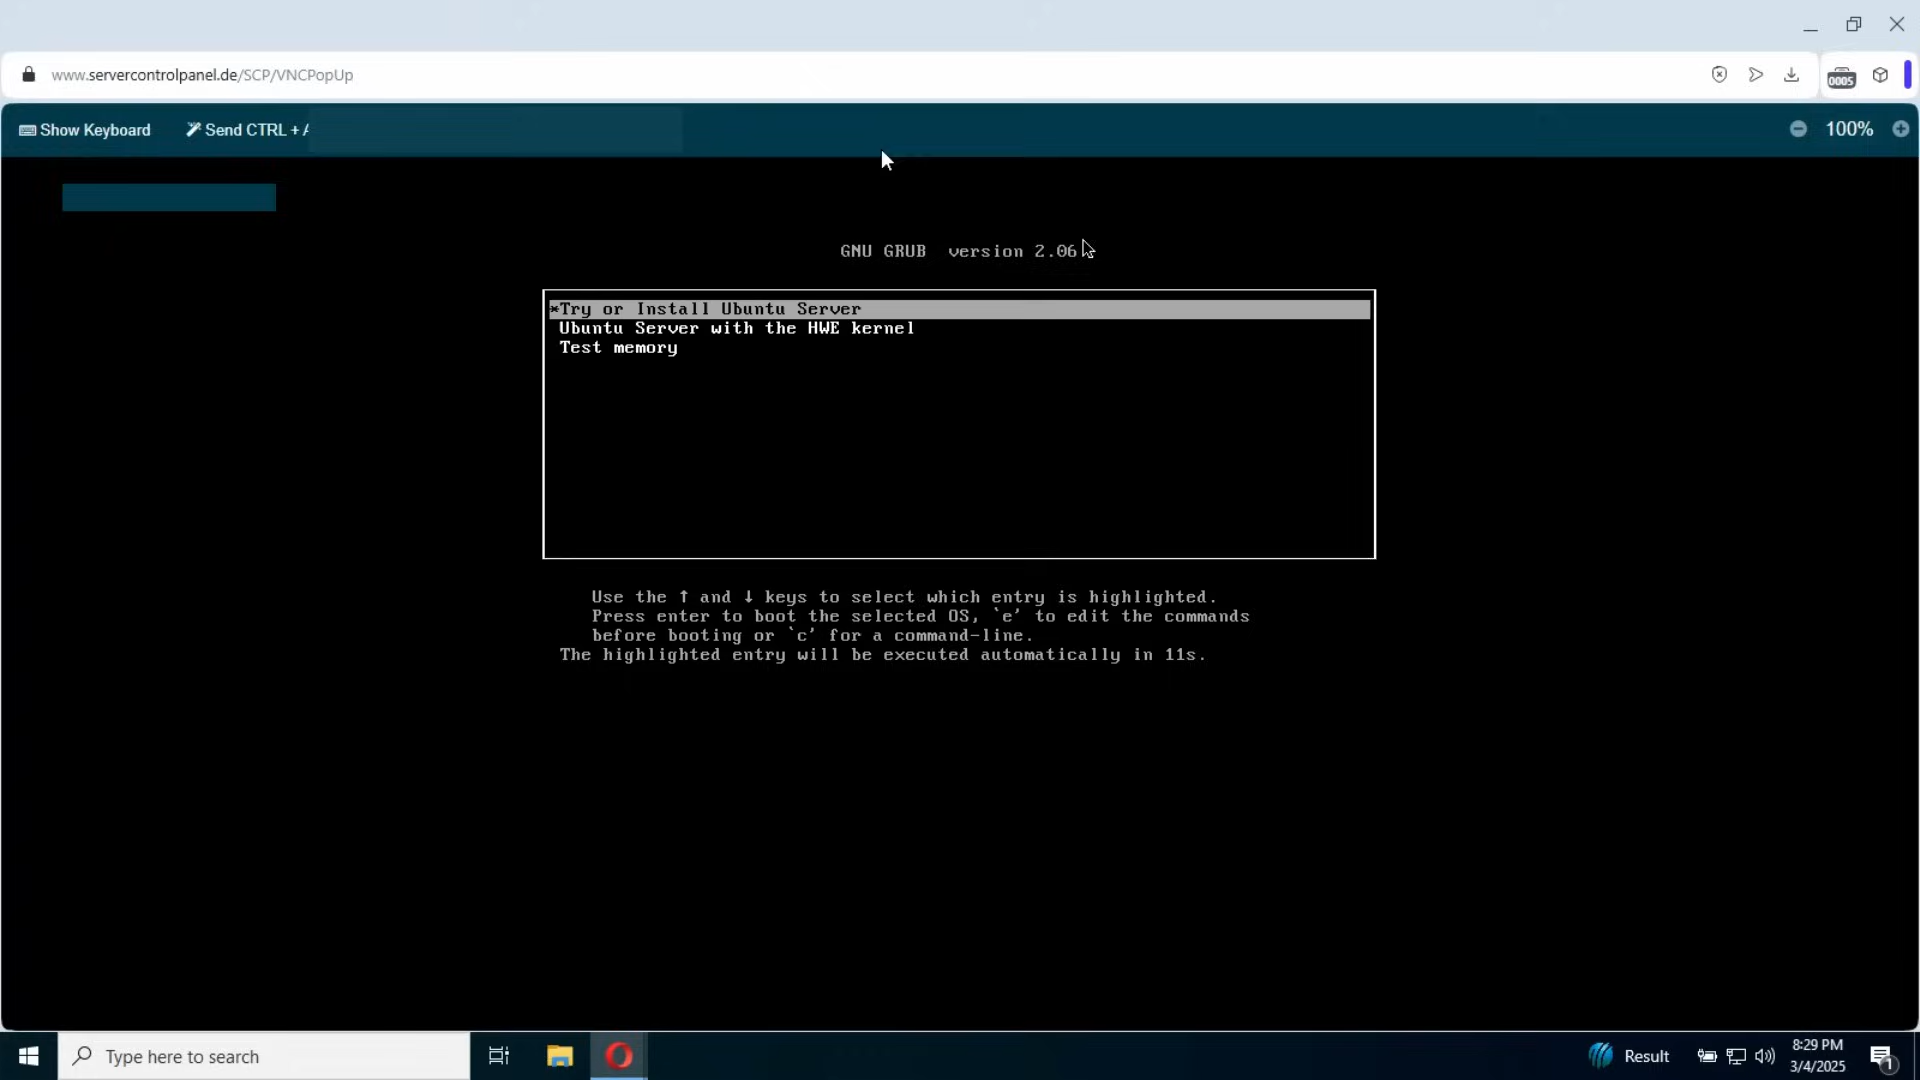 www.servercontrolpanel.de/SCP/VNCPopUp
0005
Show Keyboard
Send CTRL +
100%
GNU GRUB version 2.06
*Try or Install Ubuntu Server
Ubuntu Server with the HWE kernel
Test memory
Use the ↑ and ↓ keys to select which entry is highlighted.
Press enter to boot the selected OS, `e' to edit the commands
before booting or `c' for a command-line.
The highlighted entry will be executed automatically in 11s.
Type here to search
Result
8:29 PM
3/4/2025
1